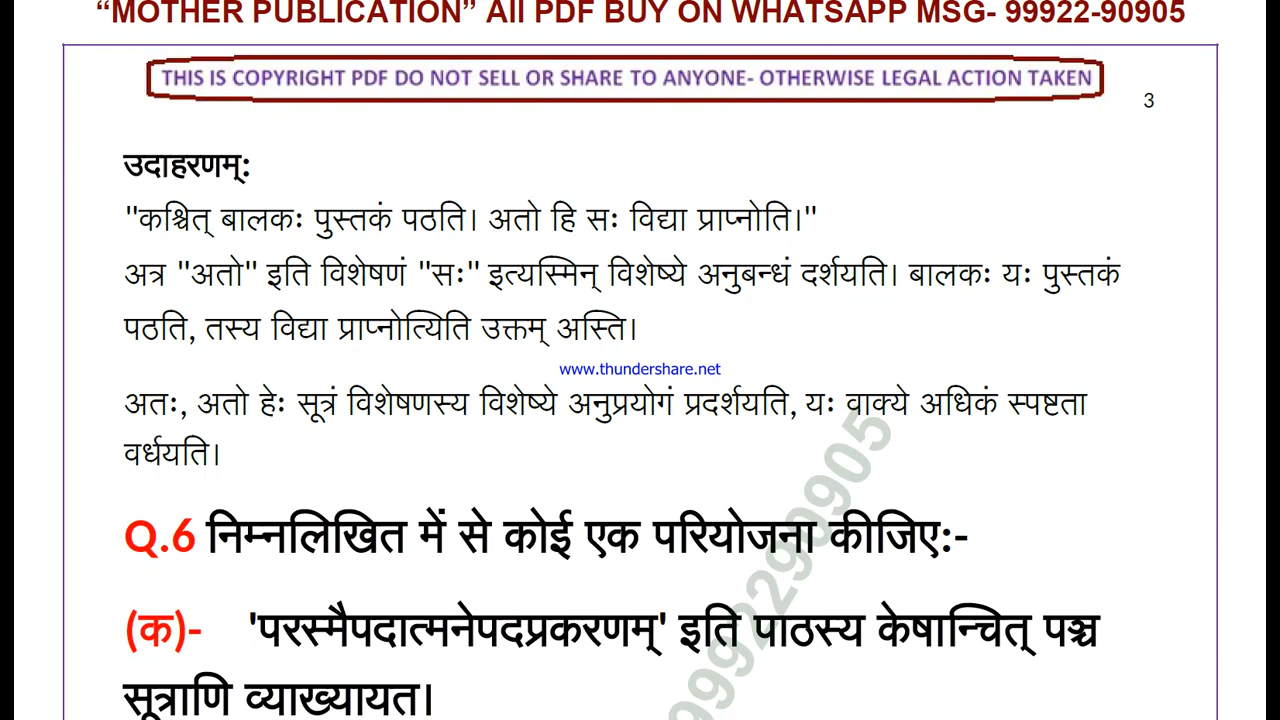 “MOTHER PUBLICATION” All PDF BUY ON WHATSAPP MSG- 99922-90905
THIS IS COPYRIGHT PDF DO NOT SELL OR SHARE TO ANYONE- OTHERWISE LEGAL ACTION TAKEN
3
उदाहरणम्:
"कश्चित् बालकः पुस्तकं पठति। अतो हि सः विद्या प्राप्नोति।"
अत्र "अतो" इति विशेषणं "सः" इत्यस्मिन् विशेष्ये अनुबन्धं दर्शयति। बालकः यः पुस्तकं
पठति, तस्य विद्या प्राप्नोत्यिति उक्तम् अस्ति।
www.thundershare.net
अतः, अतो हेः सूत्रं विशेषणस्य विशेष्ये अनुप्रयोगं प्रदर्शयति, यः वाक्ये अधिकं स्पष्टता
वर्धयति।
Q.6 निम्नलिखित में से कोई एक परियोजना कीजिए:-
(क)- 'परस्मैपदात्मनेपदप्रकरणम्' इति पाठस्य केषान्चित् पञ्च
सूत्राणि व्याख्यायत।
9992290905